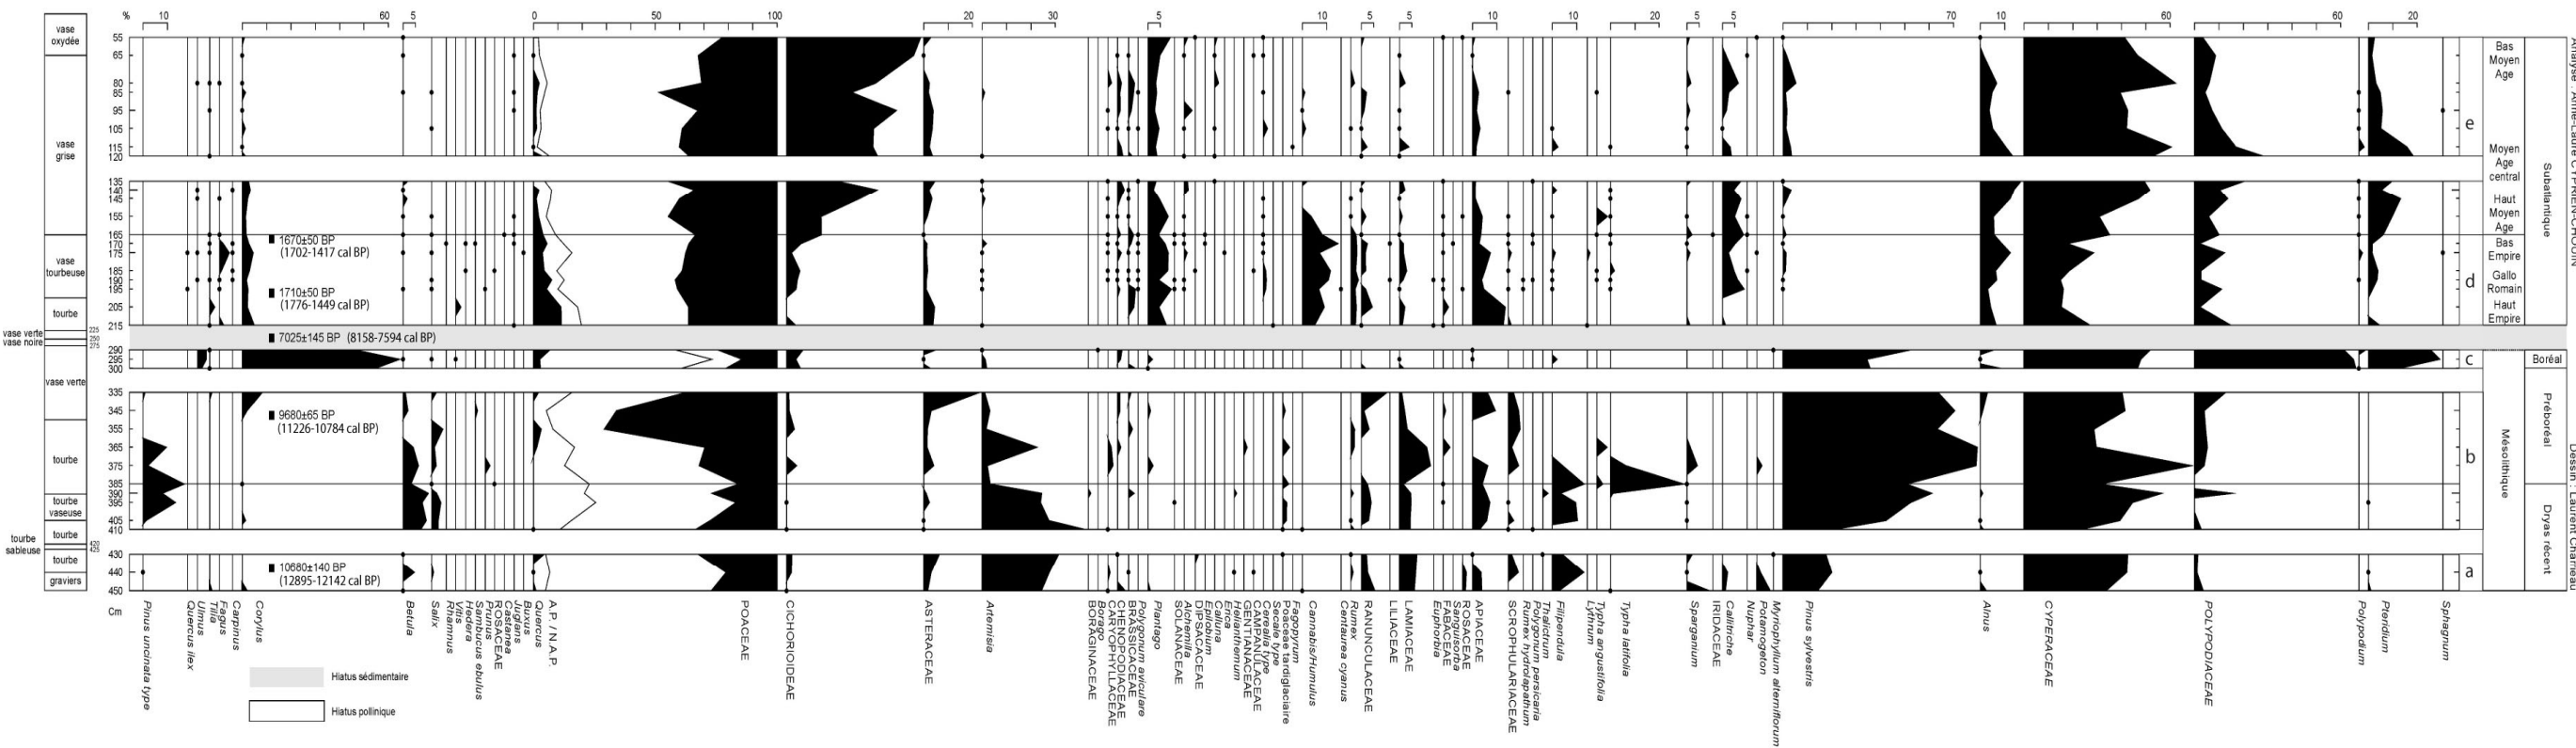 % 10 60 5 0 50 100 20 30 5 10 5 5 10 10 20 5 5 70 10 60 60 20
vase
oxydée
vase
grise
vase
tourbeuse
tourbe
vase verte
vase noire
225
250
275
vase verte
tourbe
tourbe
vaseuse
tourbe
tourbe
sableuse
420
425
tourbe
graviers
55
65
80
85
95
105
115
120
135
140
145
155
165
170
175
185
190
195
205
215
290
295
300
335
345
355
365
375
385
390
395
405
410
430
440
450
Cm
1670±50 BP
(1702-1417 cal BP)
1710±50 BP
(1776-1449 cal BP)
7025±145 BP (8158-7594 cal BP)
9680±65 BP
(11226-10784 cal BP)
10680±140 BP
(12895-12142 cal BP)
e
d
c
b
a
Bas
Moyen
Age
Moyen
Age
central
Haut
Moyen
Age
Bas
Empire
Gallo
Romain
Haut
Empire
Mésolithique
Subatlantique
Boréal
Préboréal
Dryas récent
Analyse : Anne-Laure CYPRIEN-CHOUIN
Dessin : Laurent Charrieau
Pinus uncinata type
Quercus ilex
Ulmus
Tilia
Fagus
Carpinus
Corylus
Betula
Salix
Rhamnus
Vitis
Hedera
Sambuccus ebulus
Prunus
ROSACEAE
Castanea
Juglans
Buxus
Quercus
A.P. / N.A.P.
POACEAE
CICHORIOIDEAE
ASTERACEAE
Artemisia
BORAGINACEAE
Borago
CARYOPHYLLACEAE
CHENOPODIACEAE
BRASSICACEAE
Polygonum aviculare
Plantago
SOLANACEAE
Alchemilla
DIPSACACEAE
Epilobium
Calluna
Erica
Helianthemum
GENTIANACEAE
CAMPANULACEAE
Cerealia type
Secale type
Poaceae tardiglaciaire
Fagopyrum
Cannabis/Humulus
Centaurea cyanus
Rumex
RANUNCULACEAE
LILIACEAE
LAMIACEAE
Euphorbia
FABACEAE
Sanguisorba
ROSACEAE
APIACEAE
SCROPHULARIACEAE
Rumex hydrolapathum
Polygonum persicaria
Thalictrum
Filipendula
Lythrum
Typha angustifolia
Typha latifolia
Sparganium
IRIDACEAE
Callitriche
Nuphar
Potamogeton
Myriophyllum alterniflorum
Pinus sylvestris
Alnus
CYPERACEAE
POLYPODIACEAE
Polypodium
Pteridium
Sphagnum
Hiatus sédimentaire
Hiatus pollinique